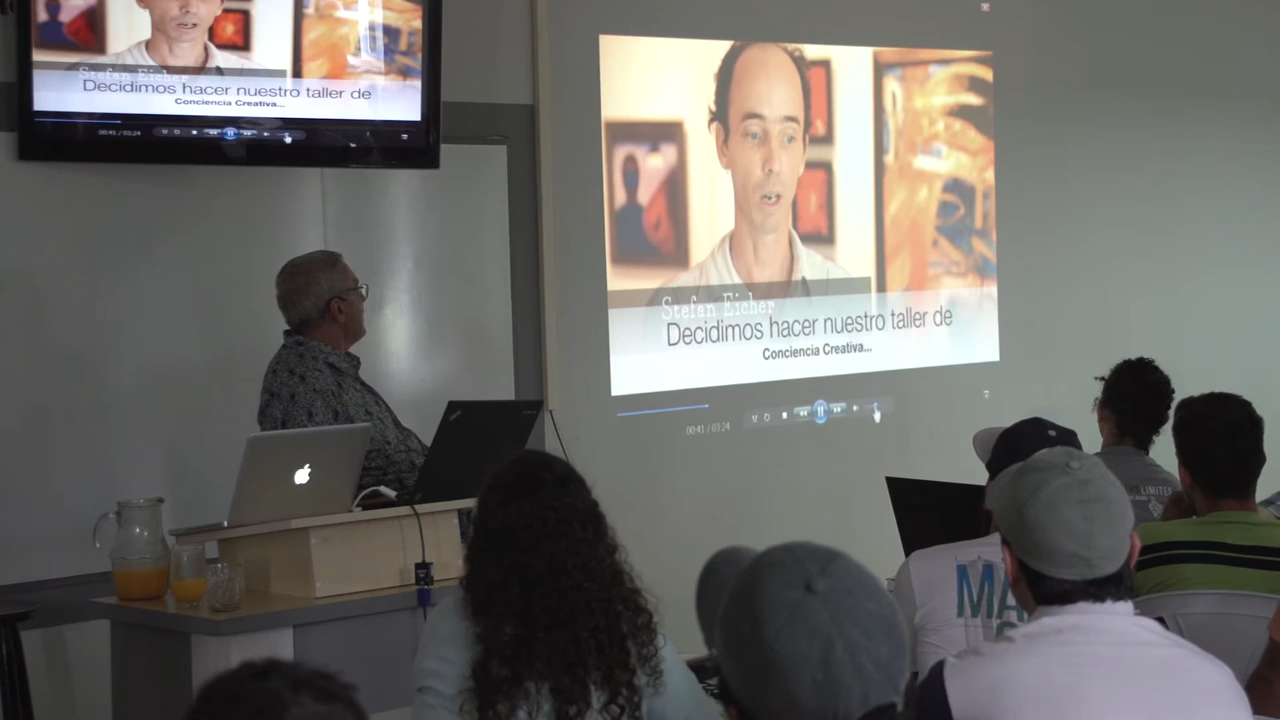 Stefan Eicher
Decidimos hacer nuestro taller de
Conciencia Creativa...
00:41 / 03:24
Stefan Eicher
Decidimos hacer nuestro taller de
Conciencia Creativa...
00:41 / 03:24
LIMITED
MA